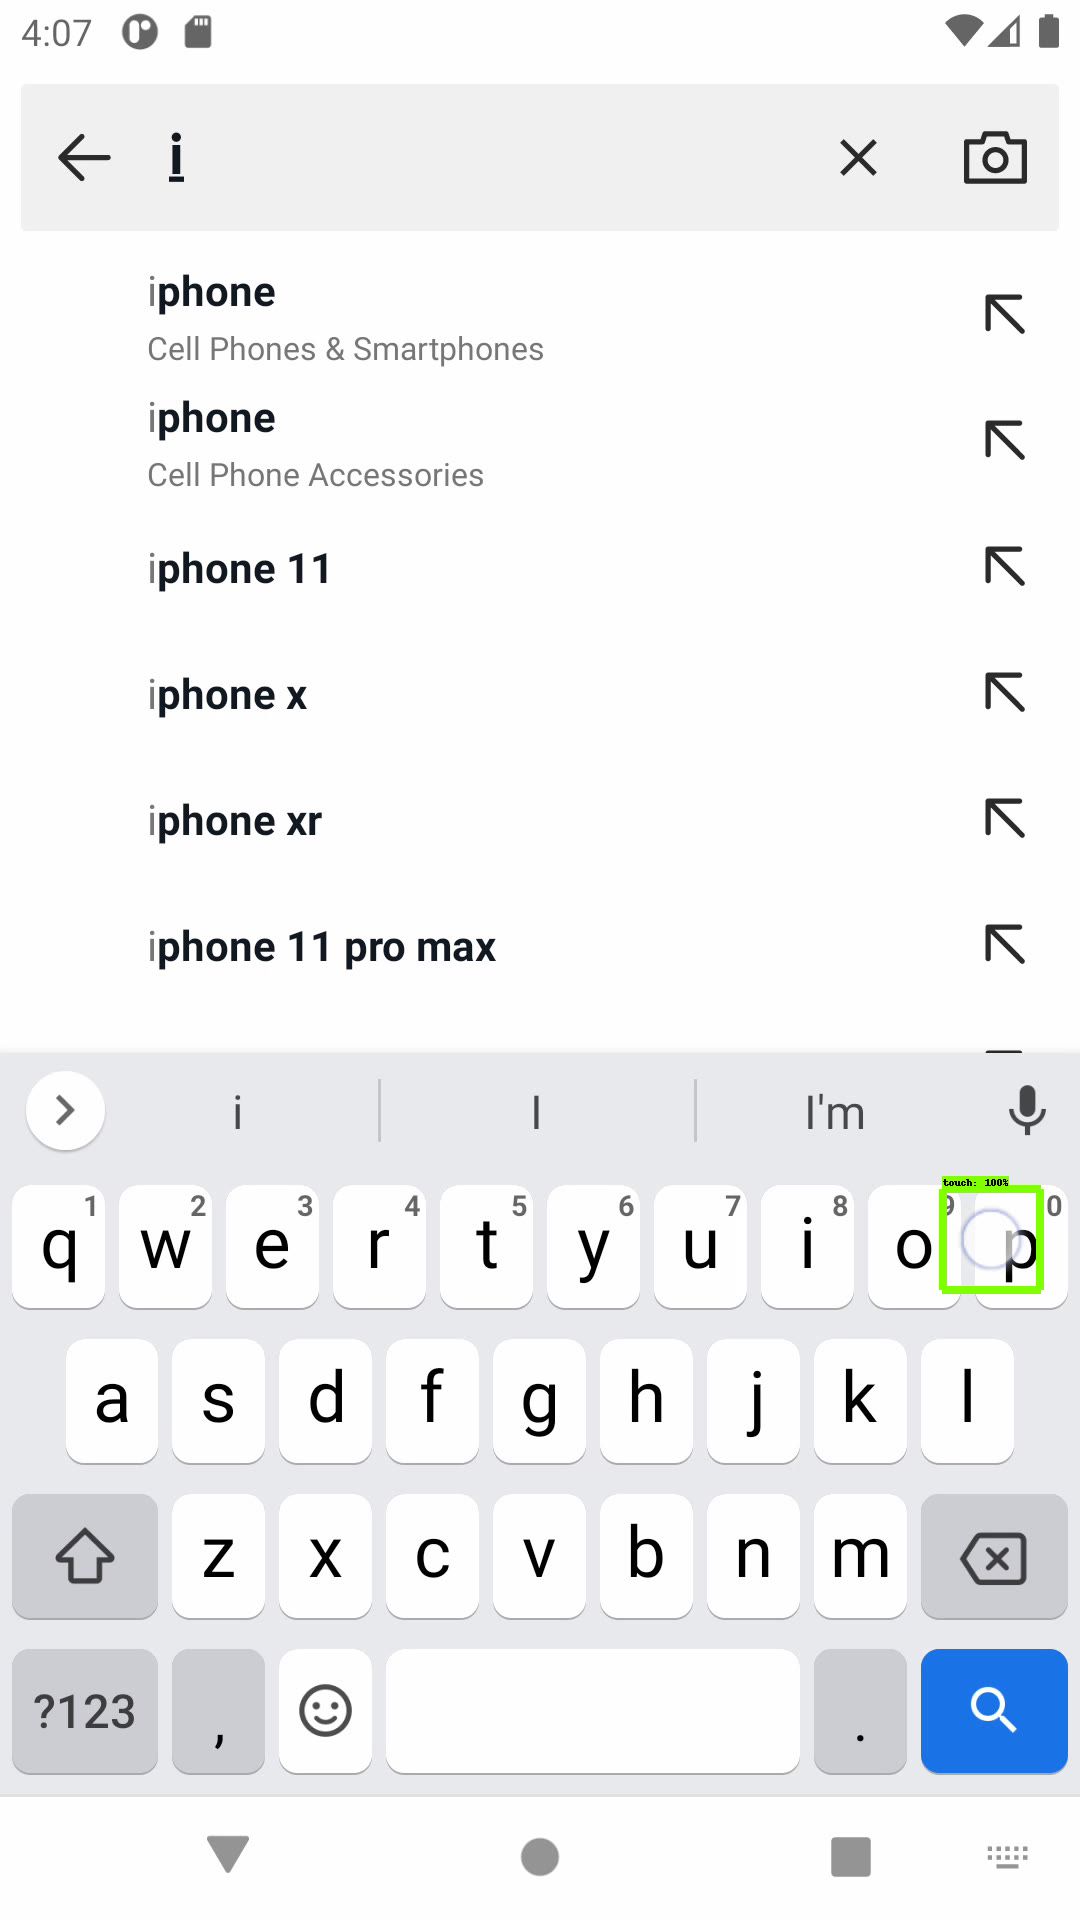 4:07
i
iphone
Cell Phones & Smartphones
iphone
Cell Phone Accessories
iphone 11
iphone x
iphone xr
iphone 11 pro max
i I I'm
touch: 100%
1 2 3 4 5 6 7 8 9 0
q w e r t y u i o p
a s d f g h j k l
z x c v b n m
?123 , .